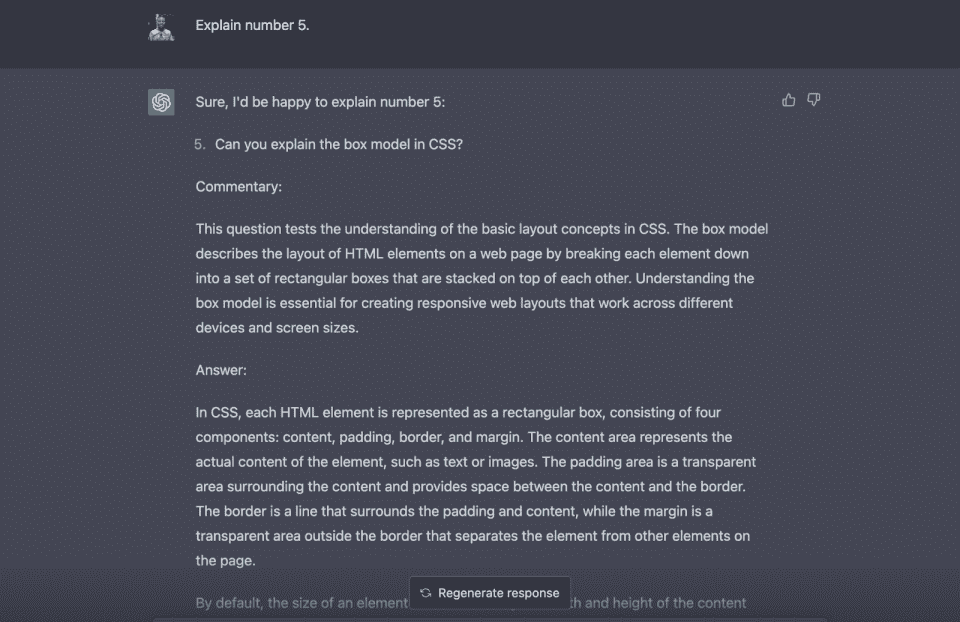 Explain number 5.
Sure, I'd be happy to explain number 5:
5. Can you explain the box model in CSS?
Commentary:
This question tests the understanding of the basic layout concepts in CSS. The box model
describes the layout of HTML elements on a web page by breaking each element down
into a set of rectangular boxes that are stacked on top of each other. Understanding the
box model is essential for creating responsive web layouts that work across different
devices and screen sizes.
Answer:
In CSS, each HTML element is represented as a rectangular box, consisting of four
components: content, padding, border, and margin. The content area represents the
actual content of the element, such as text or images. The padding area is a transparent
area surrounding the content and provides space between the content and the border.
The border is a line that surrounds the padding and content, while the margin is a
transparent area outside the border that separates the element from other elements on
the page.
Regenerate response
By default, the size of an element and height of the content